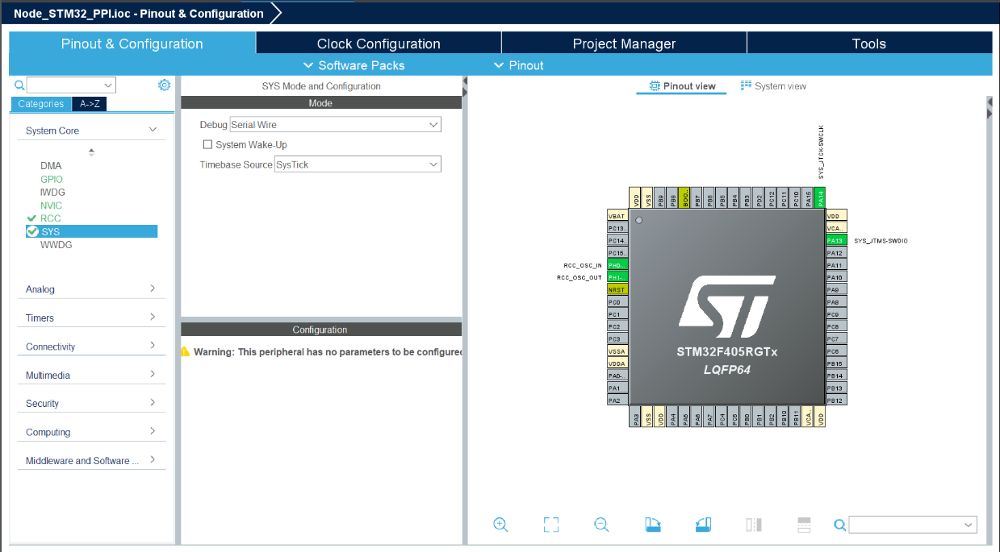 Node_STM32_PPI.ioc - Pinout & Configuration
Pinout & Configuration
Clock Configuration
Project Manager
Tools
Software Packs
Pinout
Categories
A->Z
System Core
DMA
GPIO
IWDG
NVIC
RCC
SYS
WWDG
Analog
Timers
Connectivity
Multimedia
Security
Computing
Middleware and Software ...
SYS Mode and Configuration
Mode
Debug Serial Wire
System Wake-Up
Timebase Source SysTick
Configuration
Warning: This peripheral has no parameters to be configured
Pinout view
System view
SYS_JTCK-SWCLK
VDD
VSS
PB9
PB8
BOO..
PB7
PB6
PB5
PB4
PB3
PD2
PC12
PC11
PC10
PA15
PA14
VBAT
PC13..
PC14..
PC15..
RCC_OSC_IN
PH0-..
RCC_OSC_OUT
PH1-..
NRST
PC0
PC1
PC2
PC3
VSSA
VDDA
PA0-..
PA1
PA2
STM32F405RGTx
LQFP64
VDD
VCA..
PA13
SYS_JTMS-SWDIO
PA12
PA11
PA10
PA9
PA8
PC9
PC8
PC7
PC6
PB15
PB14
PB13
PB12
PA3
VSS
VDD
PA4
PA5
PA6
PA7
PC4
PC5
PB0
PB1
PB2
PB10
PB11
VCA..
VDD